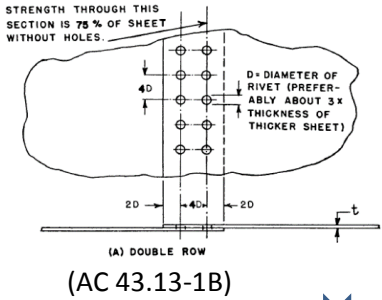 STRENGTH THROUGH THIS
SECTION IS 75 % OF SHEET
WITHOUT HOLES.
4D
D= DIAMETER OF
RIVET (PREFER-
ABLY ABOUT 3 X
THICKNESS OF
THICKER SHEET)
2D
4D
2D
t
(A) DOUBLE ROW
(AC 43.13-1B)